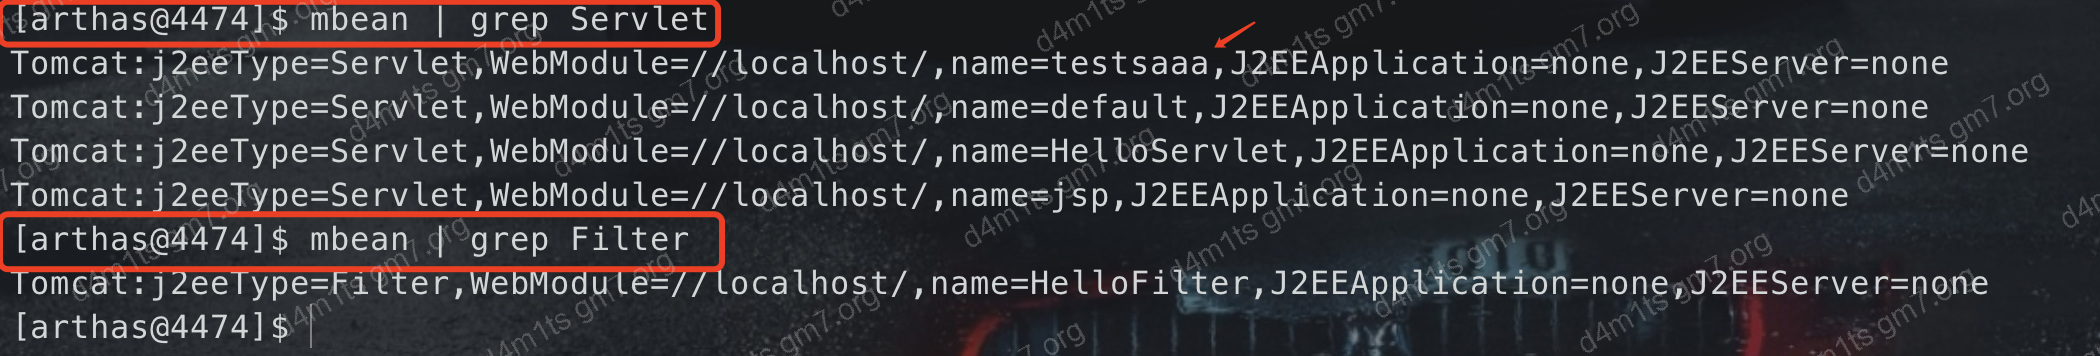 [arthas@4474]$ mbean | grep Servlet
Tomcat:j2eeType=Servlet,WebModule=//localhost/,name=testsaaa,J2EEApplication=none,J2EEServer=none
Tomcat:j2eeType=Servlet,WebModule=//localhost/,name=default,J2EEApplication=none,J2EEServer=none
Tomcat:j2eeType=Servlet,WebModule=//localhost/,name=HelloServlet,J2EEApplication=none,J2EEServer=none
Tomcat:j2eeType=Servlet,WebModule=//localhost/,name=jsp,J2EEApplication=none,J2EEServer=none
[arthas@4474]$ mbean | grep Filter
Tomcat:j2eeType=Filter,WebModule=//localhost/,name=HelloFilter,J2EEApplication=none,J2EEServer=none
[arthas@4474]$
d4m1ts gm7.org